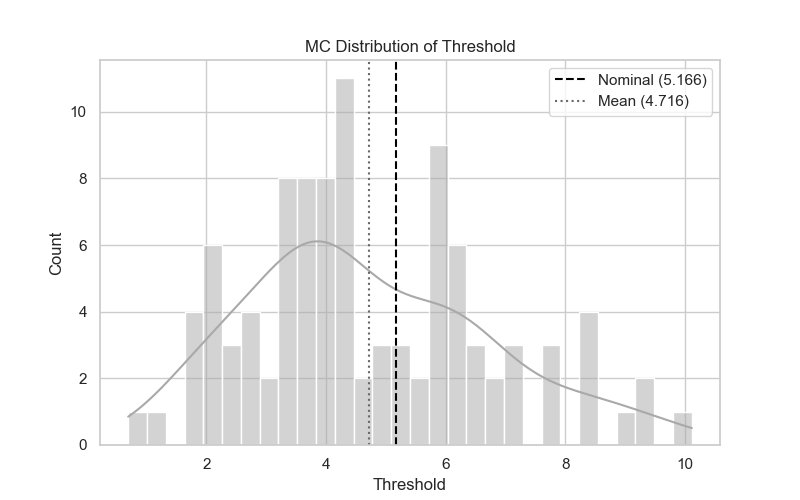 MC Distribution of Threshold
Nominal (5.166)
Mean (4.716)
10
8
6
4
2
0
Count
2
4
6
8
10
Threshold